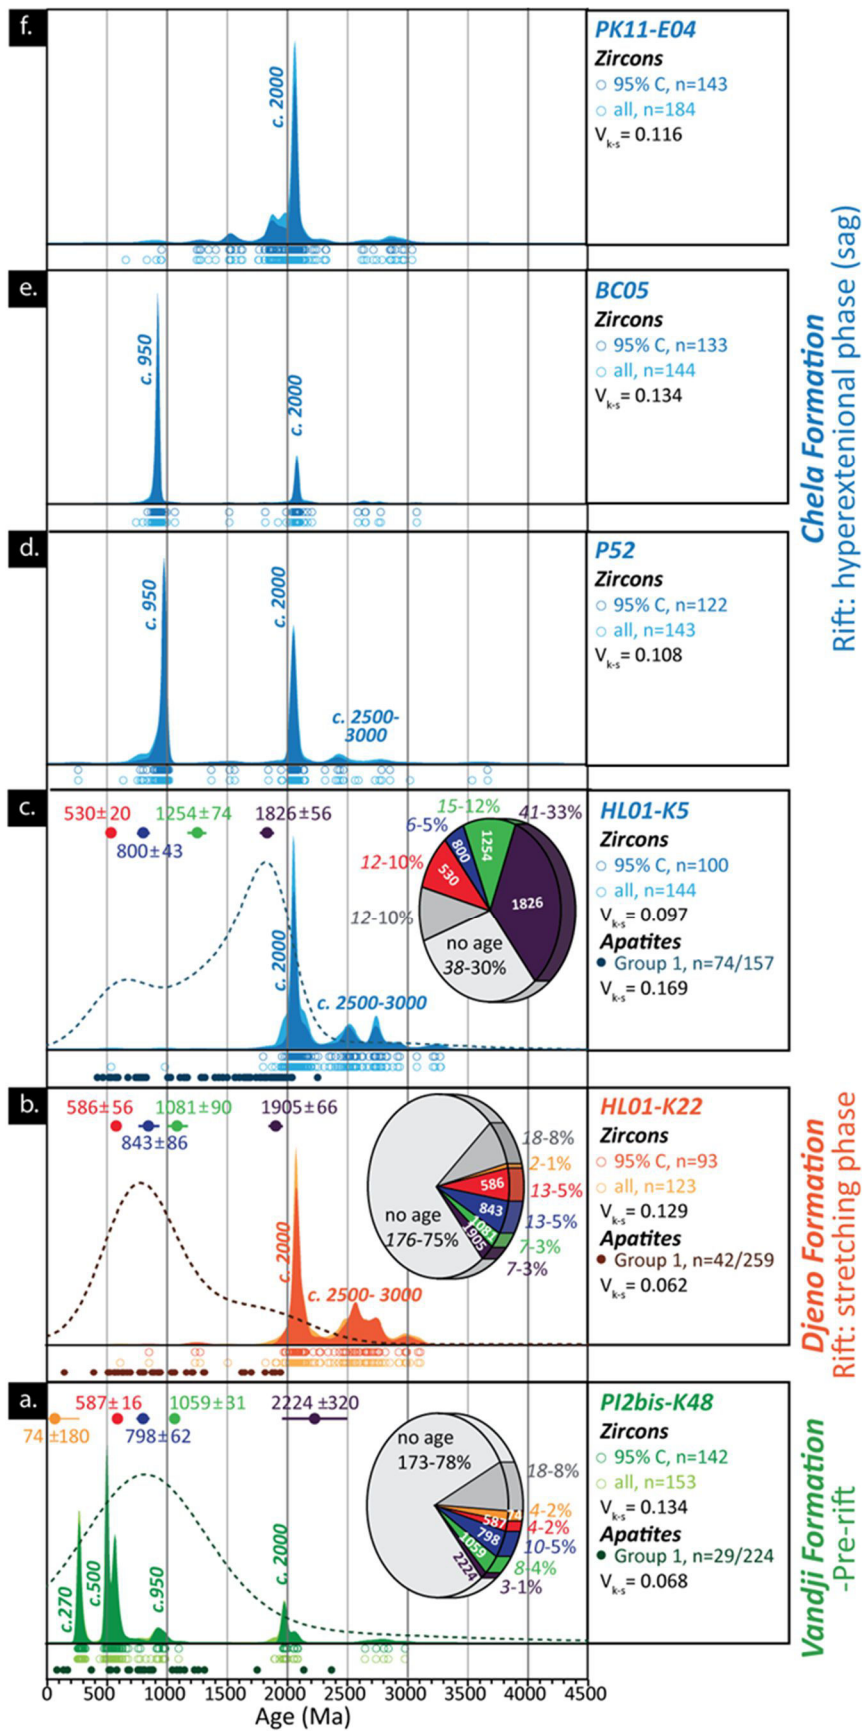 f.
c. 2000
PK11-E04
Zircons
95% C, n=143
all, n=184
Vk-s = 0.116
e.
c. 950
c. 2000
BC05
Zircons
95% C, n=133
all, n=144
Vk-s = 0.134
Chela Formation
Rift: hyperextenional phase (sag)
d.
c. 950
c. 2000
c. 2500-
3000
P52
Zircons
95% C, n=122
all, n=143
Vk-s = 0.108
c.
530±20
1254±74
1826±56
800±43
c. 2000
c. 2500-3000
15-12%
41-33%
6-5%
12-10%
12-10%
1254
800
530
1826
no age
38-30%
HL01-K5
Zircons
95% C, n=100
all, n=144
Vk-s = 0.097
Apatites
Group 1, n=74/157
Vk-s = 0.169
b.
586±56
1081±90
1905±66
843±86
c. 2000
c. 2500- 3000
no age
176-75%
586
843
1081
1905
18-8%
2-1%
13-5%
13-5%
7-3%
7-3%
HL01-K22
Zircons
95% C, n=93
all, n=123
Vk-s = 0.129
Apatites
Group 1, n=42/259
Vk-s = 0.062
Djeno Formation
Rift: stretching phase
a.
587±16
1059±31
2224 ±320
74±180
798±62
c.270
c.500
c.950
c. 2000
no age
173-78%
74
587
798
1059
2224
18-8%
4-2%
4-2%
10-5%
8-4%
3-1%
PI2bis-K48
Zircons
95% C, n=142
all, n=153
Vk-s = 0.134
Apatites
Group 1, n=29/224
Vk-s = 0.068
Vandji Formation
-Pre-rift
0 500 1000 1500 2000 2500 3000 3500 4000 4500
Age (Ma)